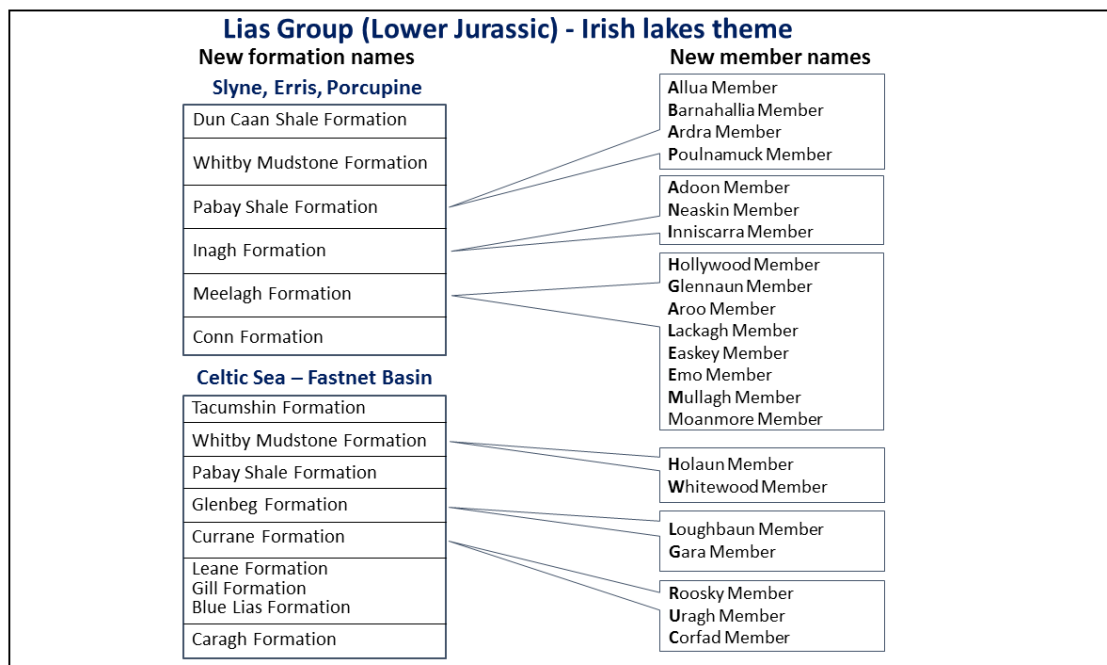 Lias Group (Lower Jurassic) - Irish lakes theme
New formation names
Slyne, Erris, Porcupine
Dun Caan Shale Formation
Whitby Mudstone Formation
Pabay Shale Formation
Inagh Formation
Meelagh Formation
Conn Formation
Celtic Sea – Fastnet Basin
Tacumshin Formation
Whitby Mudstone Formation
Pabay Shale Formation
Glenbeg Formation
Currane Formation
Leane Formation
Gill Formation
Blue Lias Formation
Caragh Formation
New member names
Allua Member
Barnahallia Member
Ardra Member
Poulnamuck Member
Adoon Member
Neaskin Member
Inniscarra Member
Hollywood Member
Glennaun Member
Aroo Member
Lackagh Member
Easkey Member
Emo Member
Mullagh Member
Moanmore Member
Holaun Member
Whitewood Member
Loughbaun Member
Gara Member
Roosky Member
Uragh Member
Corfad Member